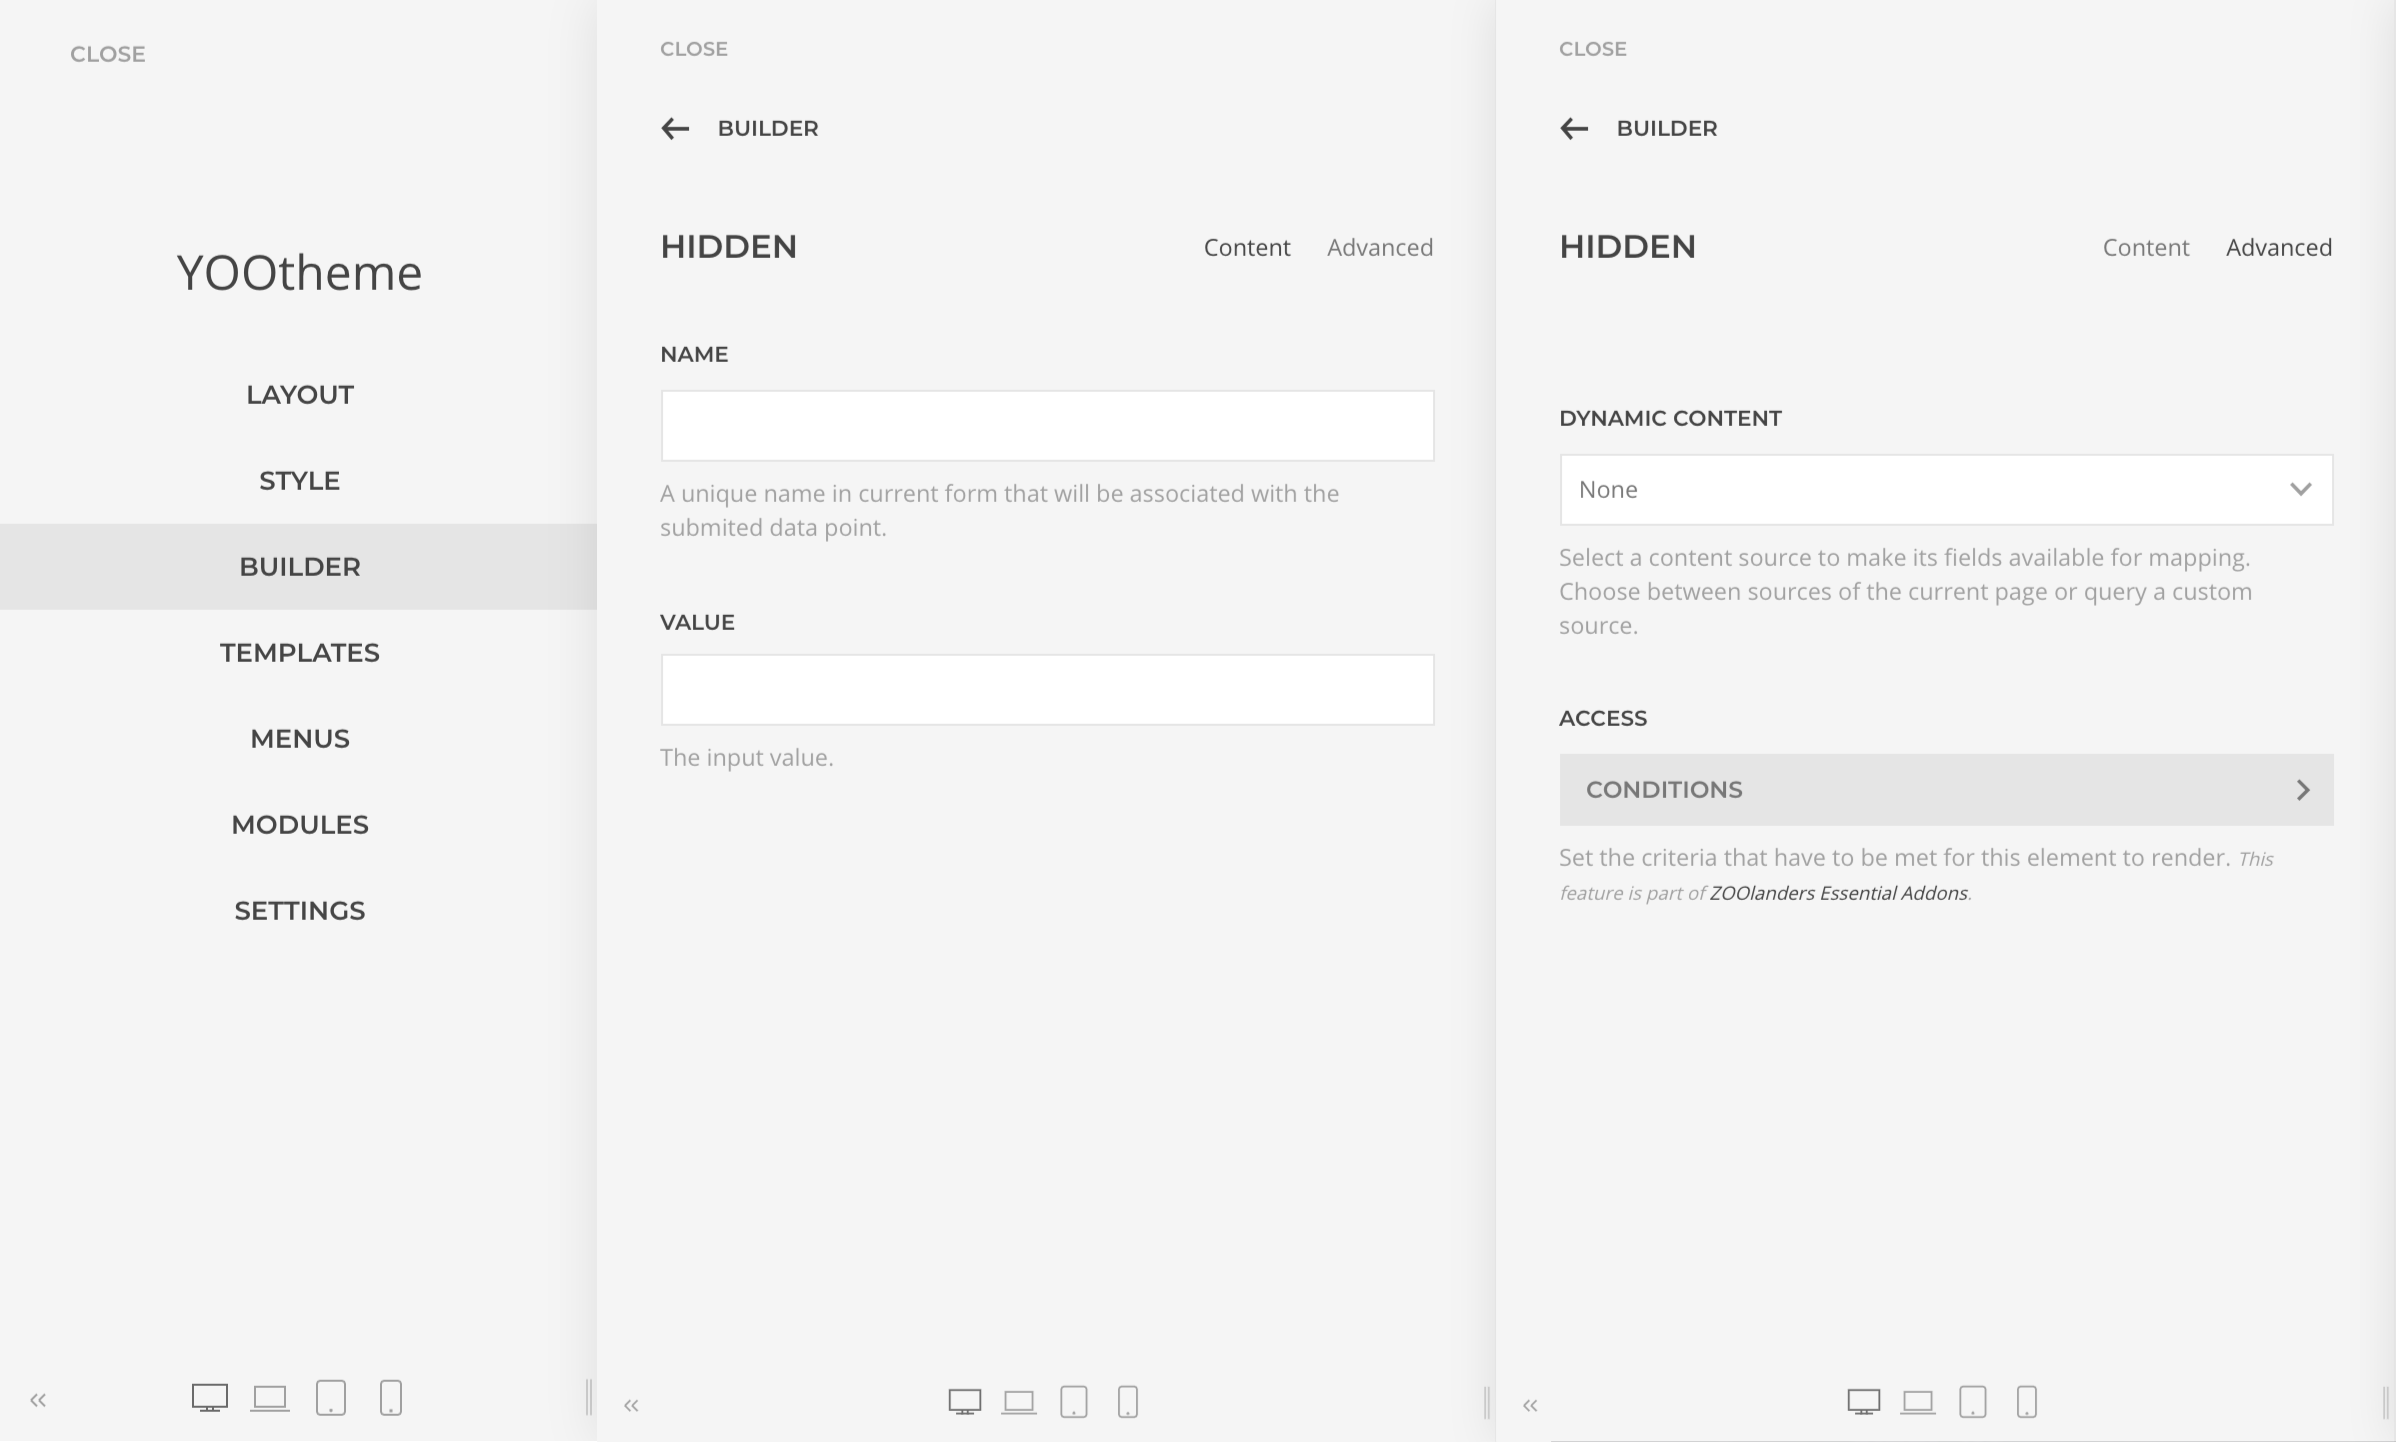 CLOSE
YOOtheme
LAYOUT
STYLE
BUILDER
TEMPLATES
MENUS
MODULES
SETTINGS
CLOSE
BUILDER
HIDDEN Content Advanced
NAME
A unique name in current form that will be associated with the
submited data point.
VALUE
The input value.
CLOSE
BUILDER
HIDDEN Content Advanced
DYNAMIC CONTENT
None
Select a content source to make its fields available for mapping.
Choose between sources of the current page or query a custom
source.
ACCESS
CONDITIONS
Set the criteria that have to be met for this element to render. This
feature is part of ZOOlanders Essential Addons.